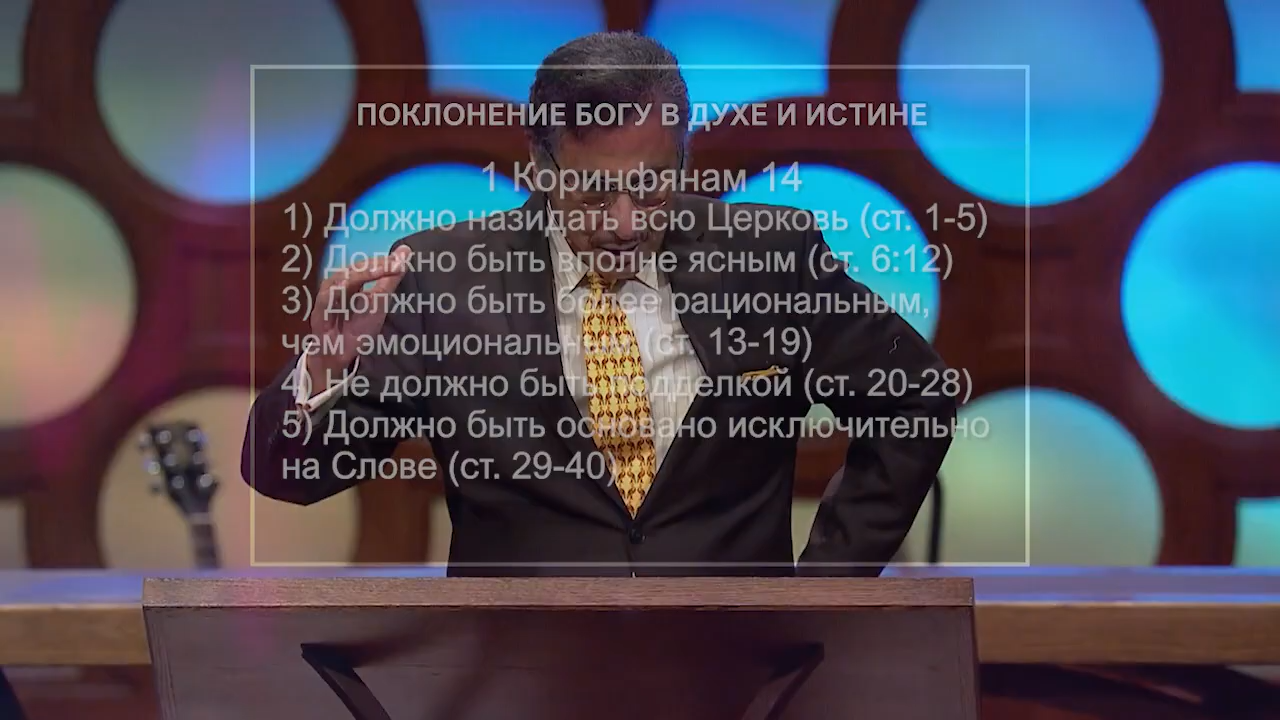 ПОКЛОНЕНИЕ БОГУ В ДУХЕ И ИСТИНЕ
1 Коринфянам 14
1) Должно назидать всю Церковь (ст. 1-5)
2) Должно быть вполне ясным (ст. 6:12)
3) Должно быть более рациональным,
чем эмоциональным (ст. 13-19)
4) Не должно быть подделкой (ст. 20-28)
5) Должно быть основано исключительно
на Слове (ст. 29-40)